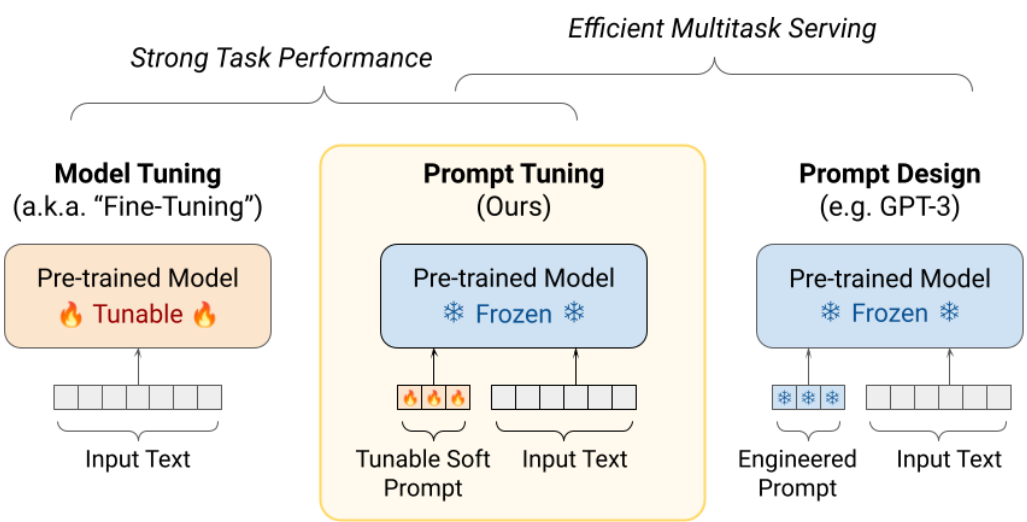 Efficient Multitask Serving
Strong Task Performance
Model Tuning
(a.k.a. “Fine-Tuning”)
Pre-trained Model
🔥 Tunable 🔥
Input Text
Prompt Tuning
(Ours)
Pre-trained Model
❄ Frozen ❄
Tunable Soft
Prompt
Input Text
Prompt Design
(e.g. GPT-3)
Pre-trained Model
❄ Frozen ❄
Engineered
Prompt
Input Text